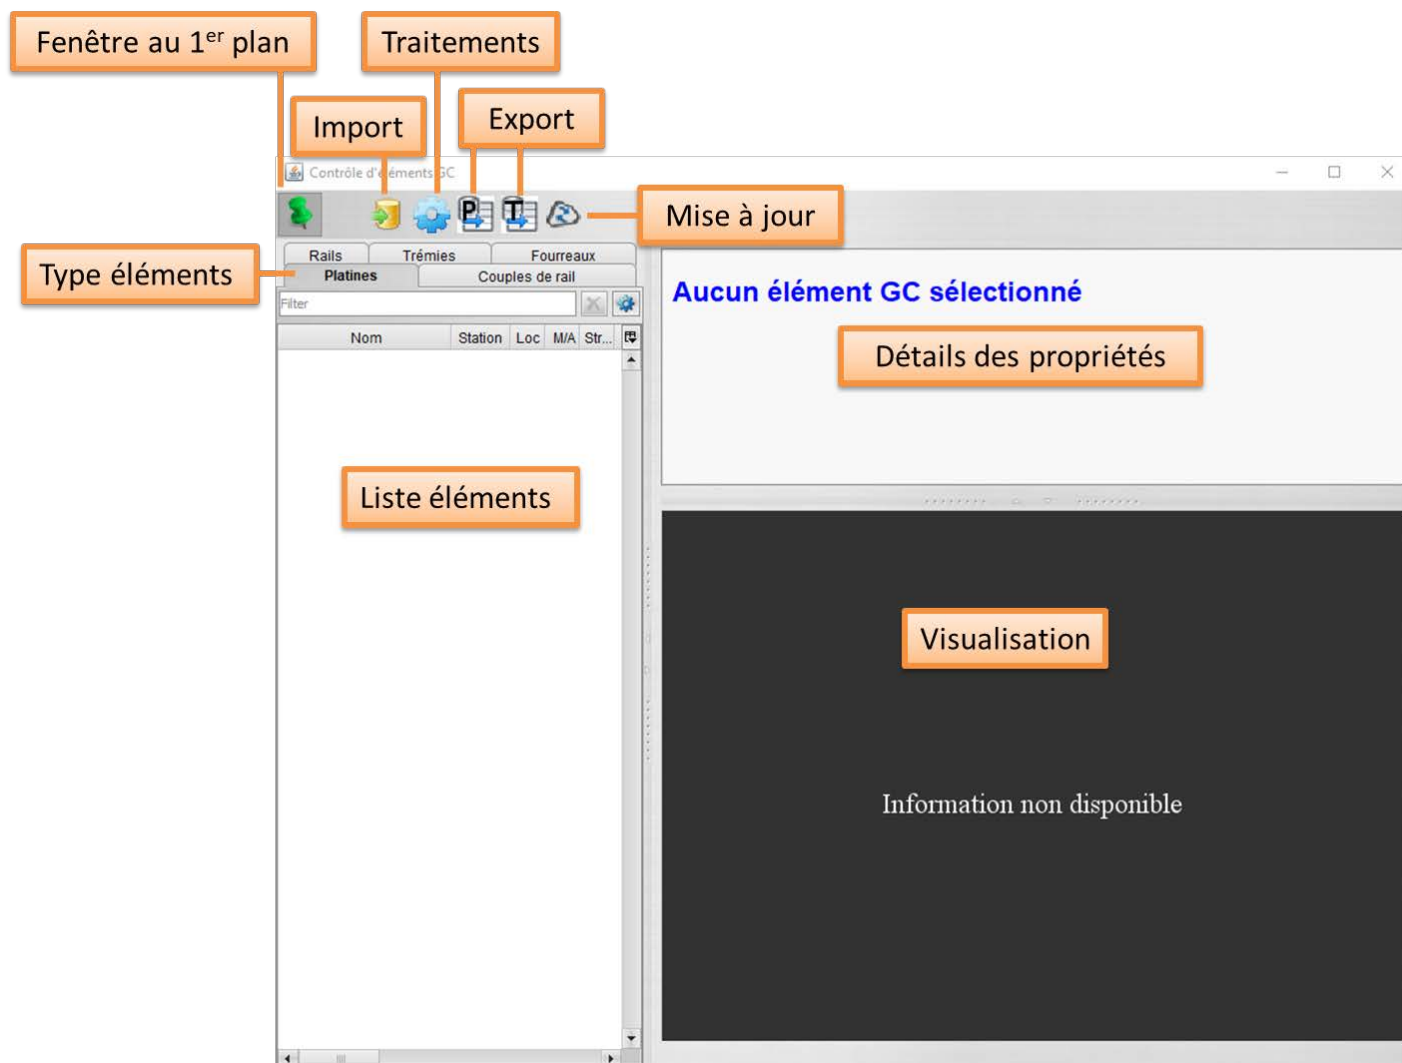 Fenêtre au 1er plan
Traitements
Import
Export
Contrôle d'éléments GC
P
T
Mise à jour
Type éléments
Rails Trémies Fourreaux
Platines Couples de rail
Filter
Nom Station Loc M/A Str...
Aucun élément GC sélectionné
Détails des propriétés
Liste éléments
Visualisation
Information non disponible